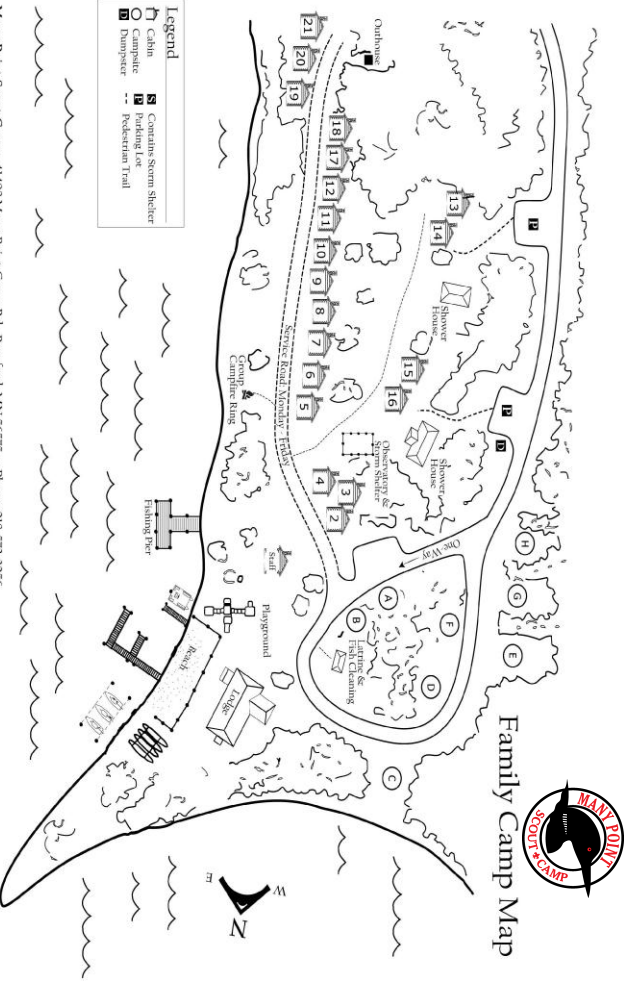 Family Camp Map
MANY POINT
SCOUT CAMP
P
P
D
H
G
E
One-Way
F
A
B
D
C
Latrine &
Fish Cleaning
Outhouse
13
14
Shower
House
15
16
Shower
House
Observatory &
Storm Shelter
21
20
19
18
17
12
11
10
9
8
7
6
5
4
3
2
Service Road: Monday - Friday
Group
Campfire Ring
Staff
Playground
Lodge
Beach
Fishing Pier
N
W
E
Legend
Cabin
S Contains Storm Shelter
Campsite
P Parking Lot
D Dumpster
Pedestrian Trail